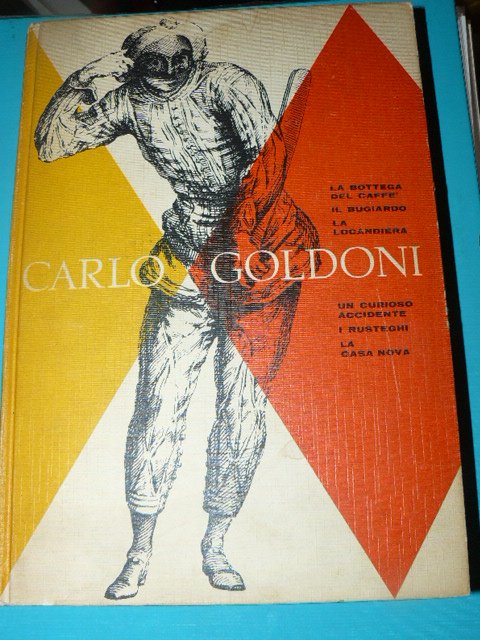 LA BOTTEGA
DEL CAFFE'
IL BUGIARDO
LA
LOCANDIERA
CARLO GOLDONI
UN CURIOSO
ACCIDENTE
I RUSTEGHI
LA
CASA NOVA